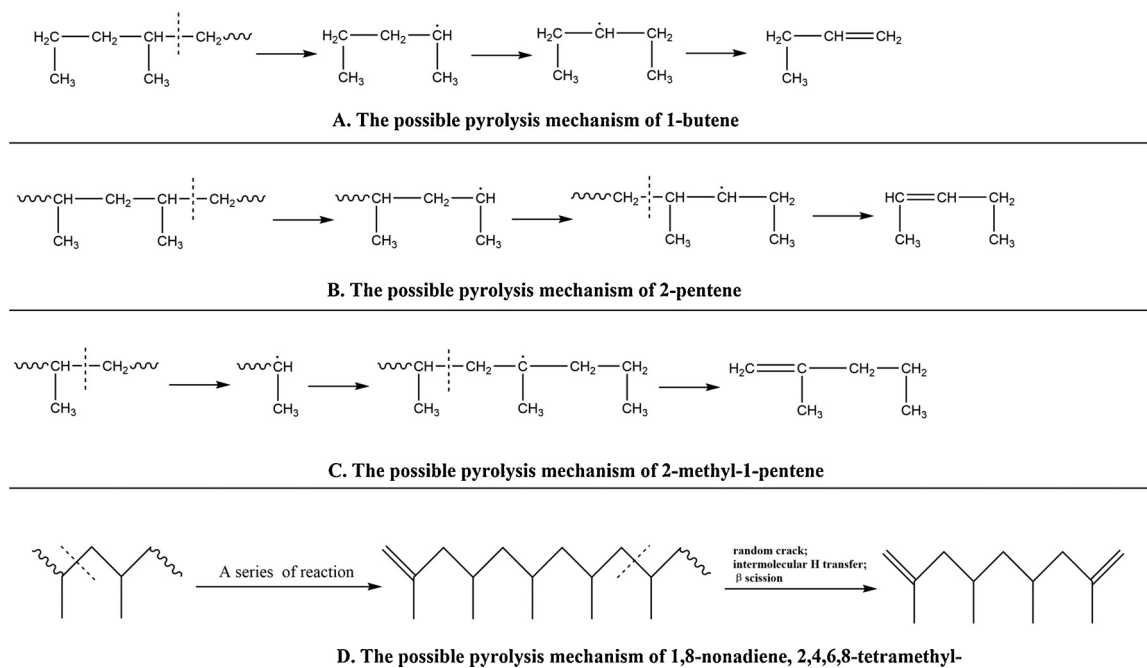 H₂C CH₂ CH CH₂ H₂C CH₂ ĊH H₂C ĊH CH₂ H₂C CH CH₂
CH₃ CH₃ CH₃ CH₃ CH₃ CH₃ CH₃
A. The possible pyrolysis mechanism of 1-butene
CH CH₂ CH CH₂ CH CH₂ ĊH CH₂ CH ĊH CH₂ HC CH CH₂
CH₃ CH₃ CH₃ CH₃ CH₃ CH₃ CH₃ CH₃
B. The possible pyrolysis mechanism of 2-pentene
CH CH₂ ĊH CH CH₂ Ċ CH₂ CH₂ H₂C C CH₂ CH₂
CH₃ CH₃ CH₃ CH₃ CH₃ CH₃ CH₃
C. The possible pyrolysis mechanism of 2-methyl-1-pentene
A series of reaction
random crack;
intermolecular H transfer;
β scission
D. The possible pyrolysis mechanism of 1,8-nonadiene, 2,4,6,8-tetramethyl-